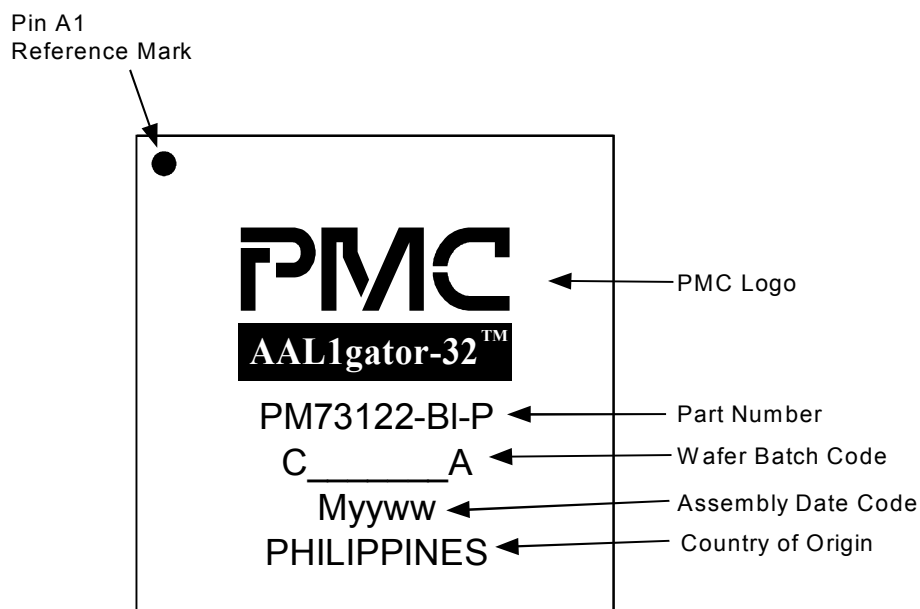 Pin A1
Reference Mark
PMC
PMC Logo
AAL1gator-32™
PM73122-BI-P
Part Number
C_______A
Wafer Batch Code
Myyww
Assembly Date Code
PHILIPPINES
Country of Origin